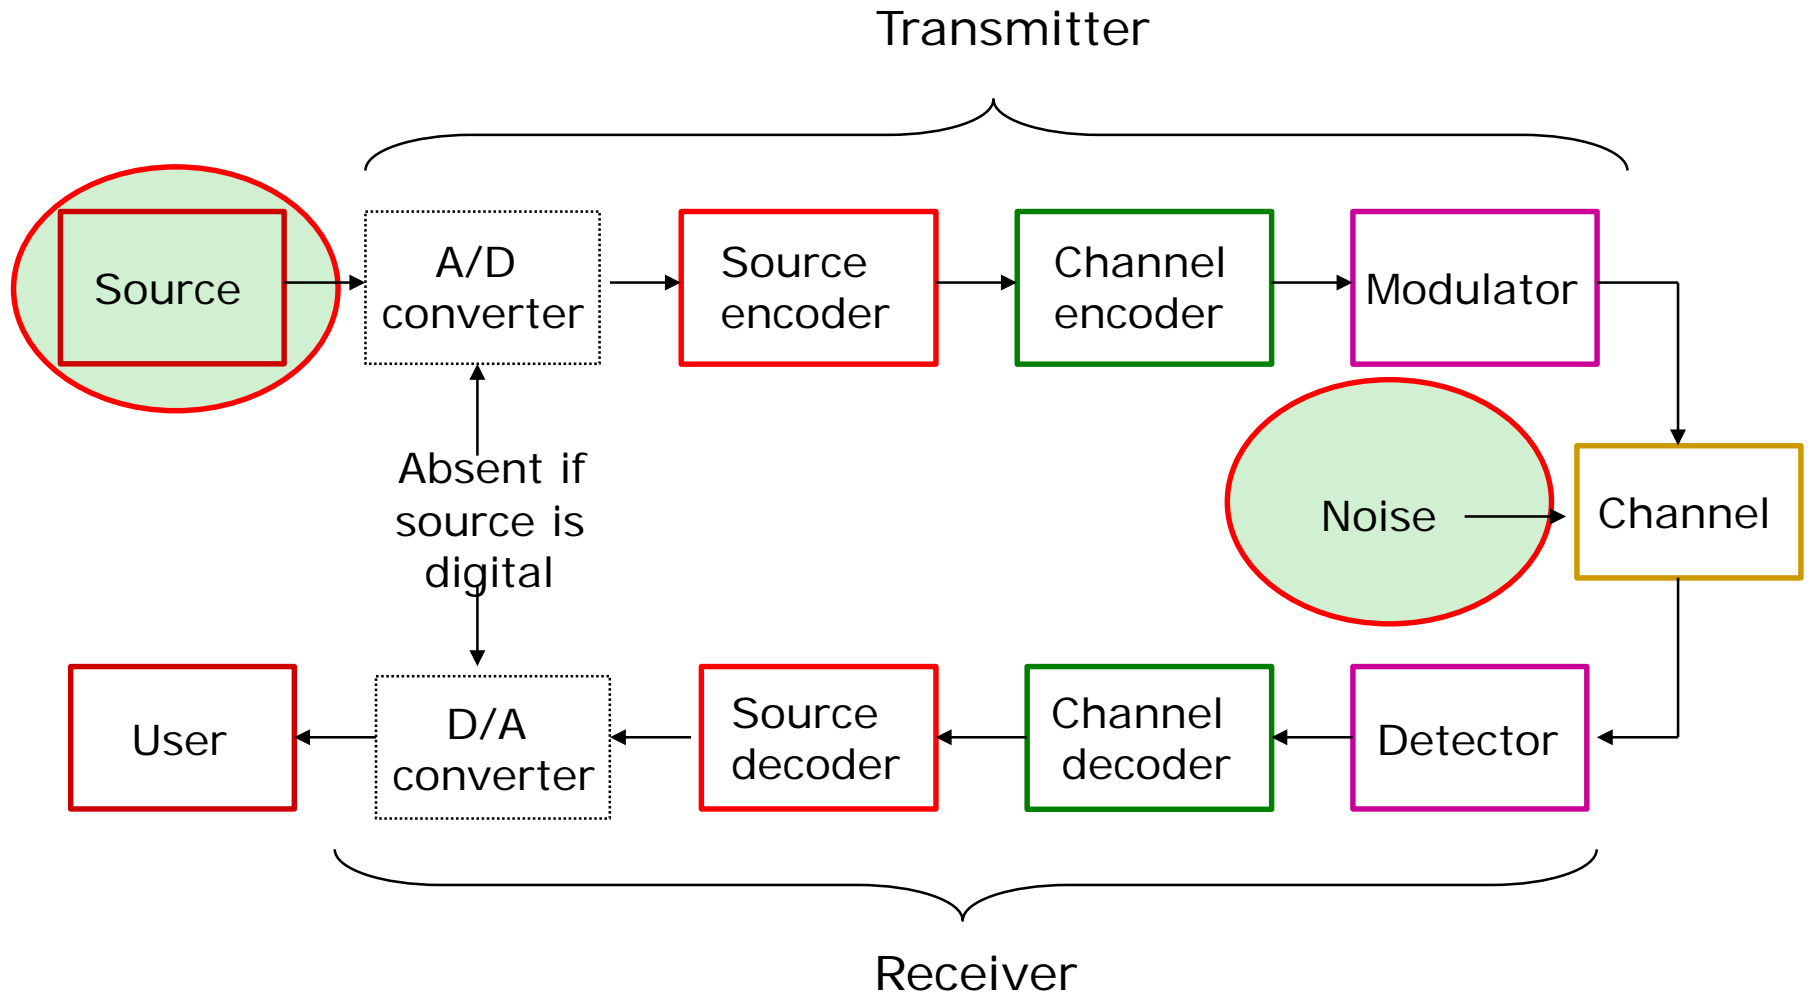 Transmitter
Source
A/D
converter
Source
encoder
Channel
encoder
Modulator
Absent if
source is
digital
Noise
Channel
User
D/A
converter
Source
decoder
Channel
decoder
Detector
Receiver